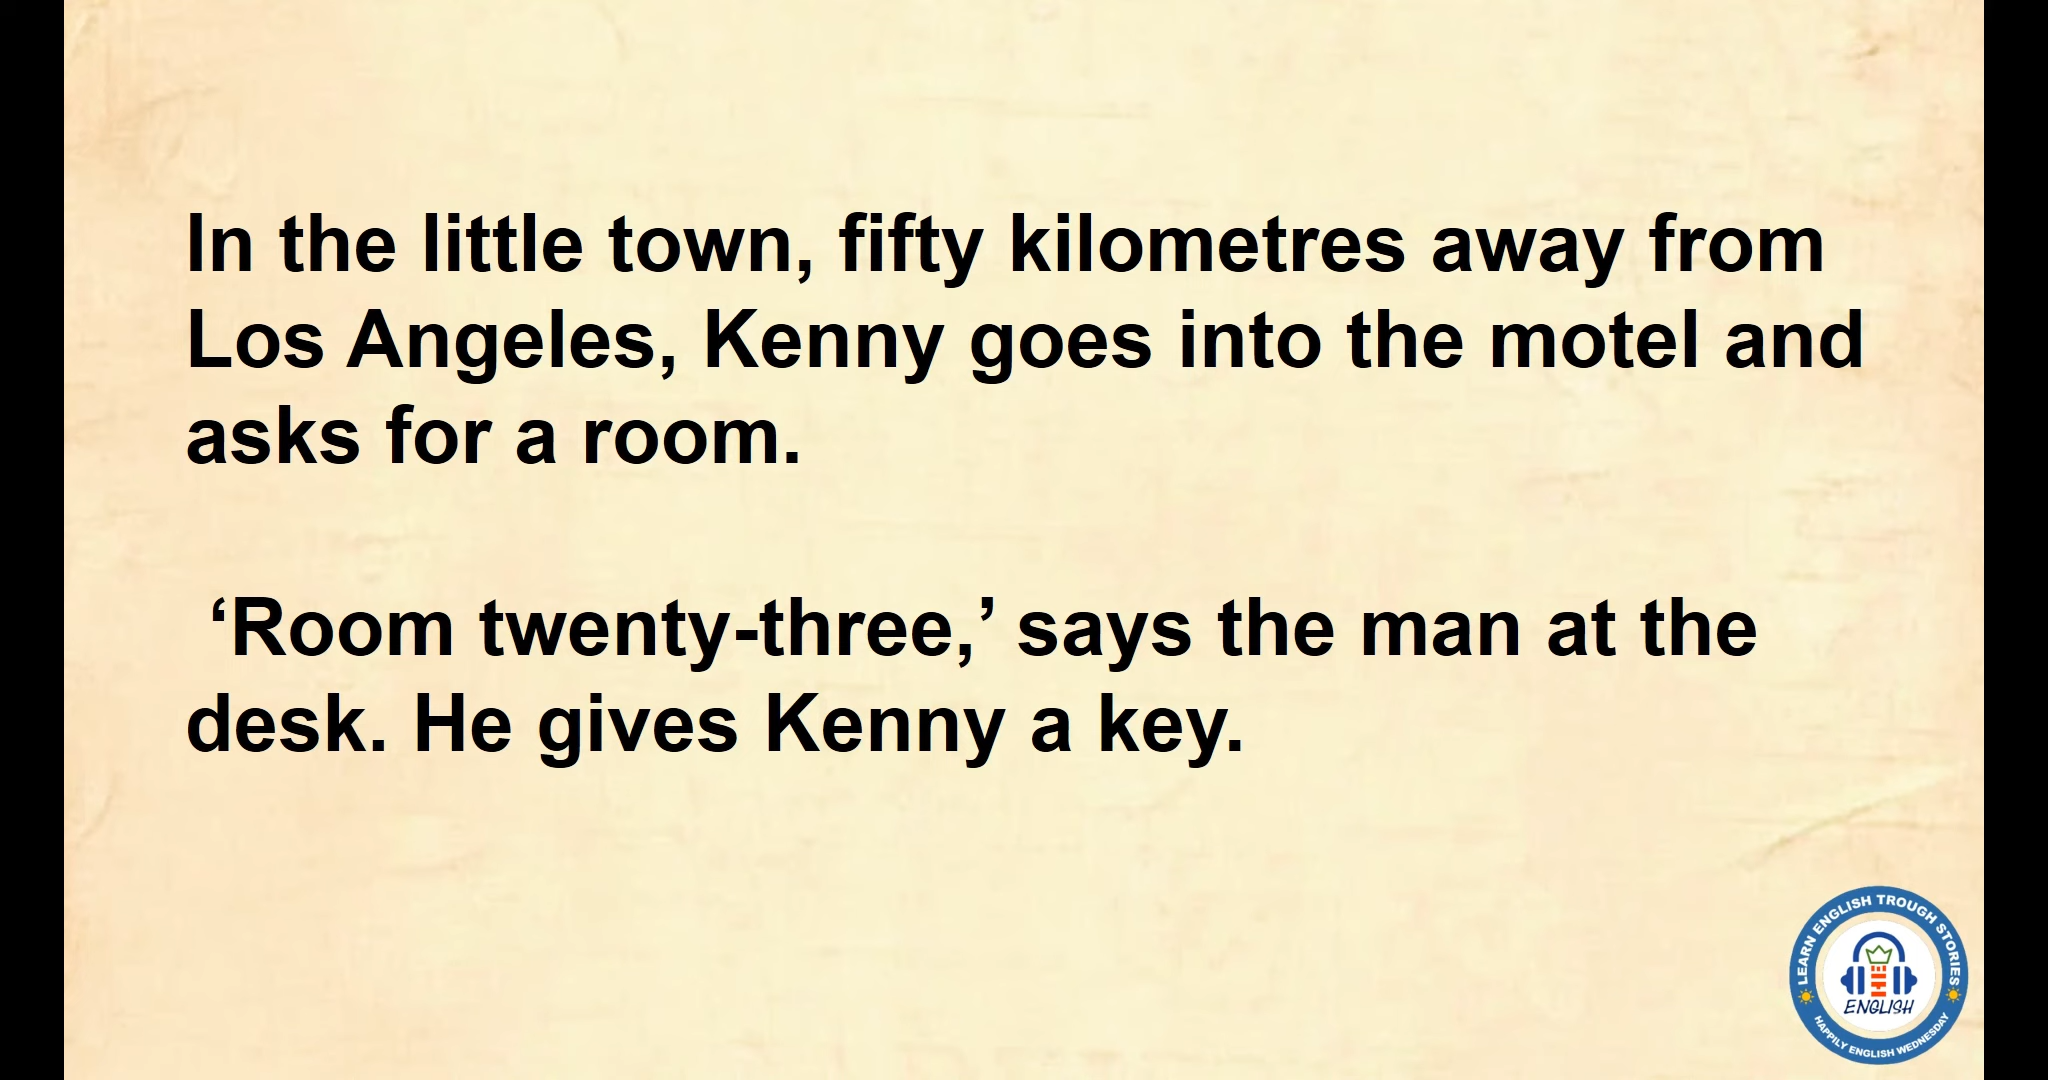 In the little town, fifty kilometres away from
Los Angeles, Kenny goes into the motel and
asks for a room.
‘Room twenty-three,’ says the man at the
desk. He gives Kenny a key.
LEARN ENGLISH TROUGH STORIES
ENGLISH
HAPPILY ENGLISH WEDNESDAY